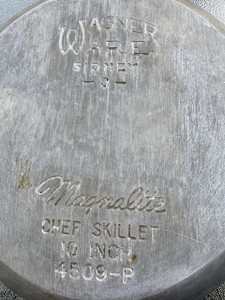 WAGNER
WARE
SIDNEY
-O-
Magnalite
CHEF SKILLET
10 INCH
4509-P